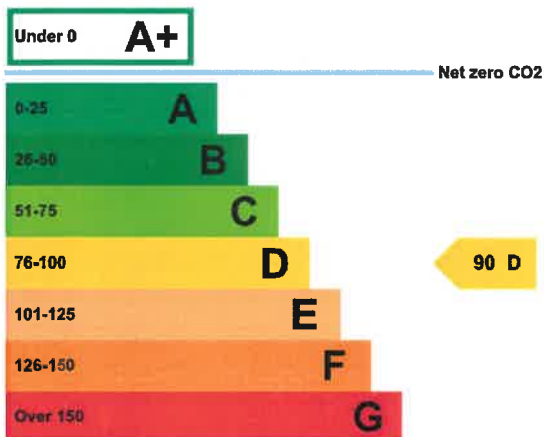 Under 0 A+
Net zero CO2
0-25 A
26-50 B
51-75 C
76-100 D
90 D
101-125 E
126-150 F
Over 150 G